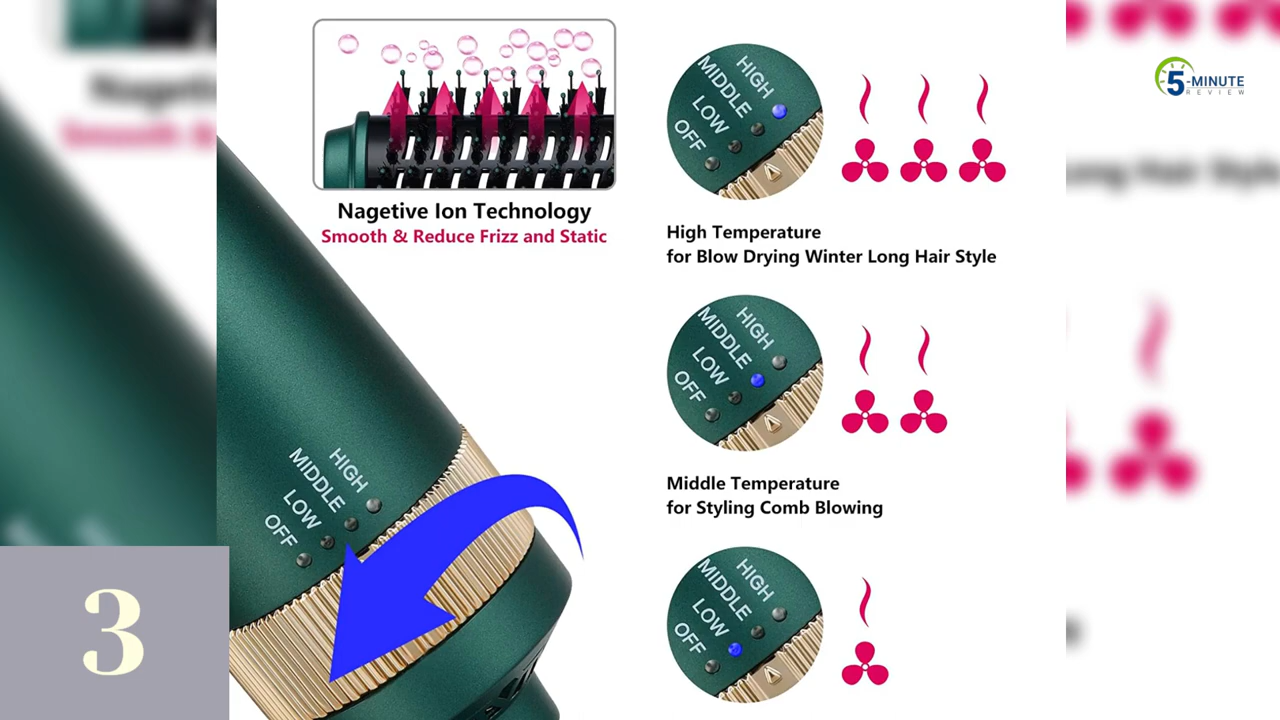 Nagetive Ion Technology
Smooth & Reduce Frizz and Static
HIGH
MIDDLE
LOW
OFF
High Temperature
for Blow Drying Winter Long Hair Style
HIGH
MIDDLE
LOW
OFF
Middle Temperature
for Styling Comb Blowing
HIGH
MIDDLE
LOW
OFF
HIGH
MIDDLE
LOW
OFF
3
5-MINUTE
REVIEW